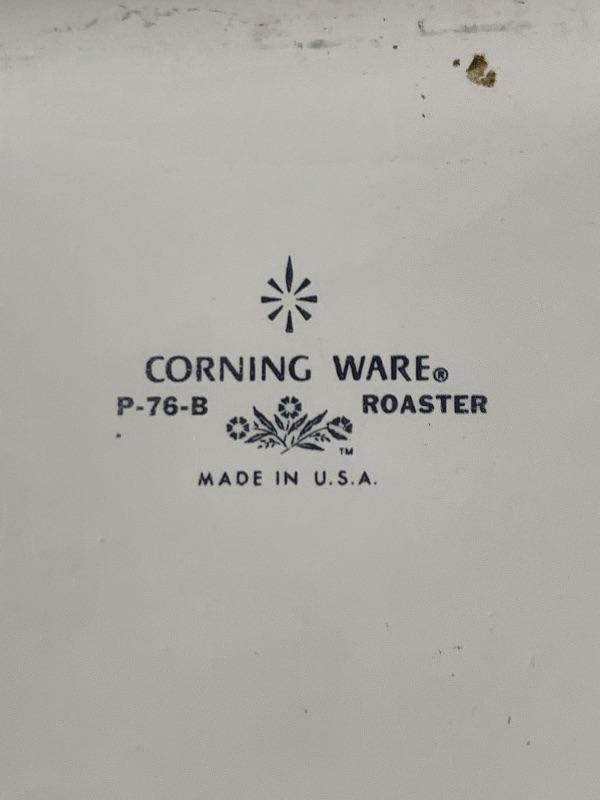 CORNING WARE®
P-76-B ROASTER
TM
MADE IN U.S.A.